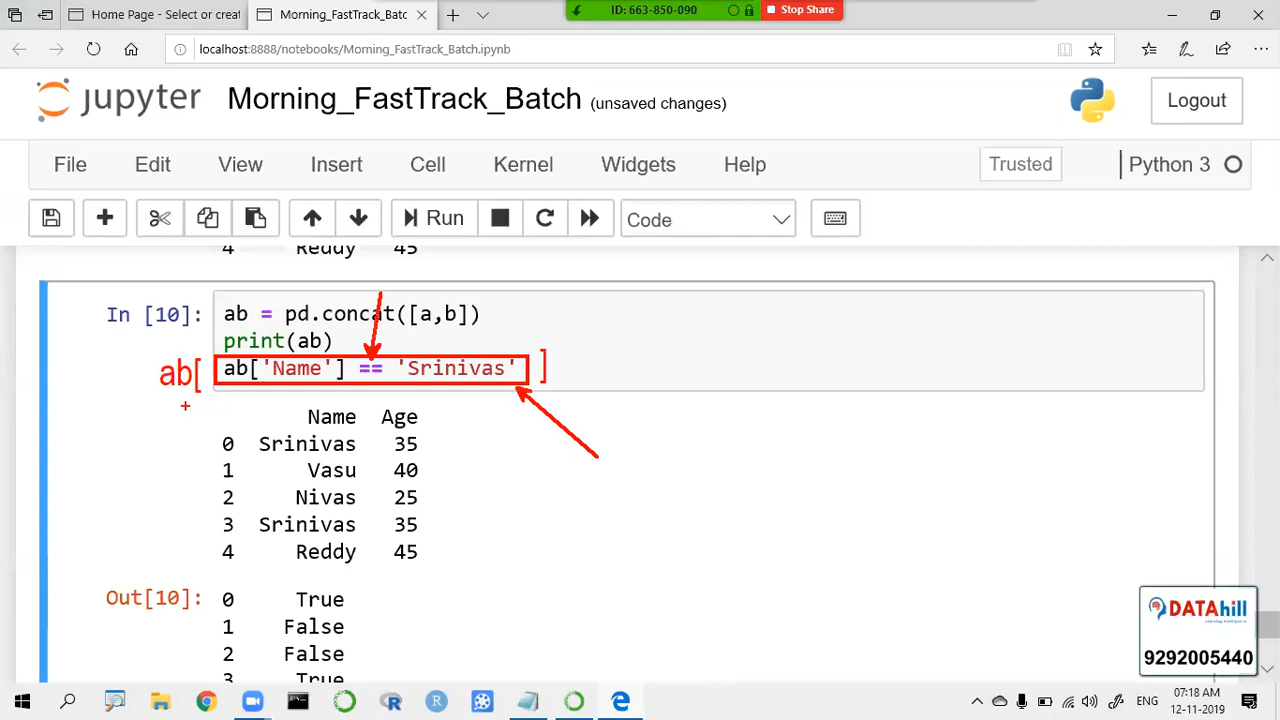 Home Page - Select or creat
Morning_FastTrack_Batc
ID: 663-850-090
Stop Share
localhost:8888/notebooks/Morning_FastTrack_Batch.ipynb
jupyter
Morning_FastTrack_Batch (unsaved changes)
Logout
File Edit View Insert Cell Kernel Widgets Help
Trusted
Python 3
Run
Code
4 Reddy 45
In [10]:
ab = pd.concat([a,b])
print(ab)
ab[ ab['Name'] == 'Srinivas' ]
Name Age
0 Srinivas 35
1 Vasu 40
2 Nivas 25
3 Srinivas 35
4 Reddy 45
Out[10]: 0 True
1 False
2 False
3 True
DATAhill
9292005440
ENG
07:18 AM
12-11-2019